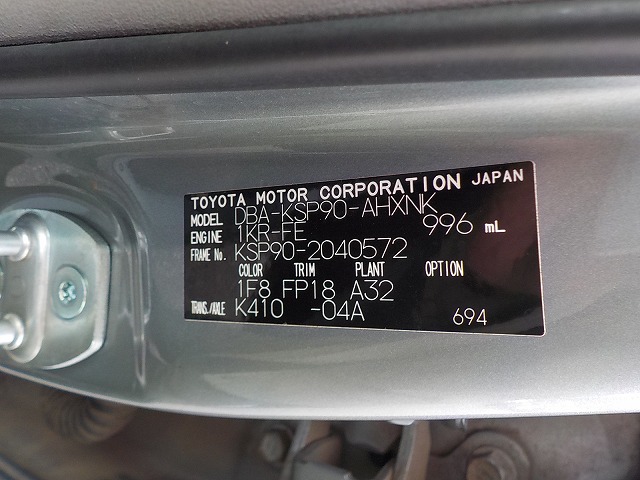 TOYOTA MOTOR CORPORATION JAPAN
MODEL DBA-KSP90-AHXNK
ENGINE 1KR-FE 996 mL
FRAME No. KSP90-2040572
COLOR TRIM PLANT OPTION
1F8 FP18 A32
TRANS./AXLE K410 -04A 694